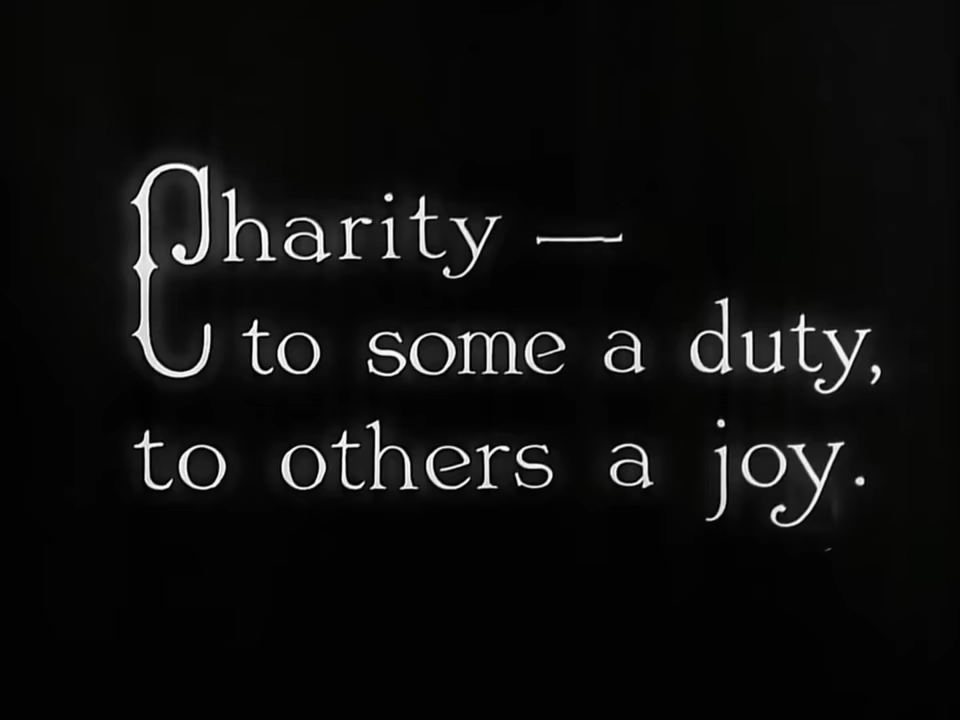 Charity —
to some a duty,
to others a joy.